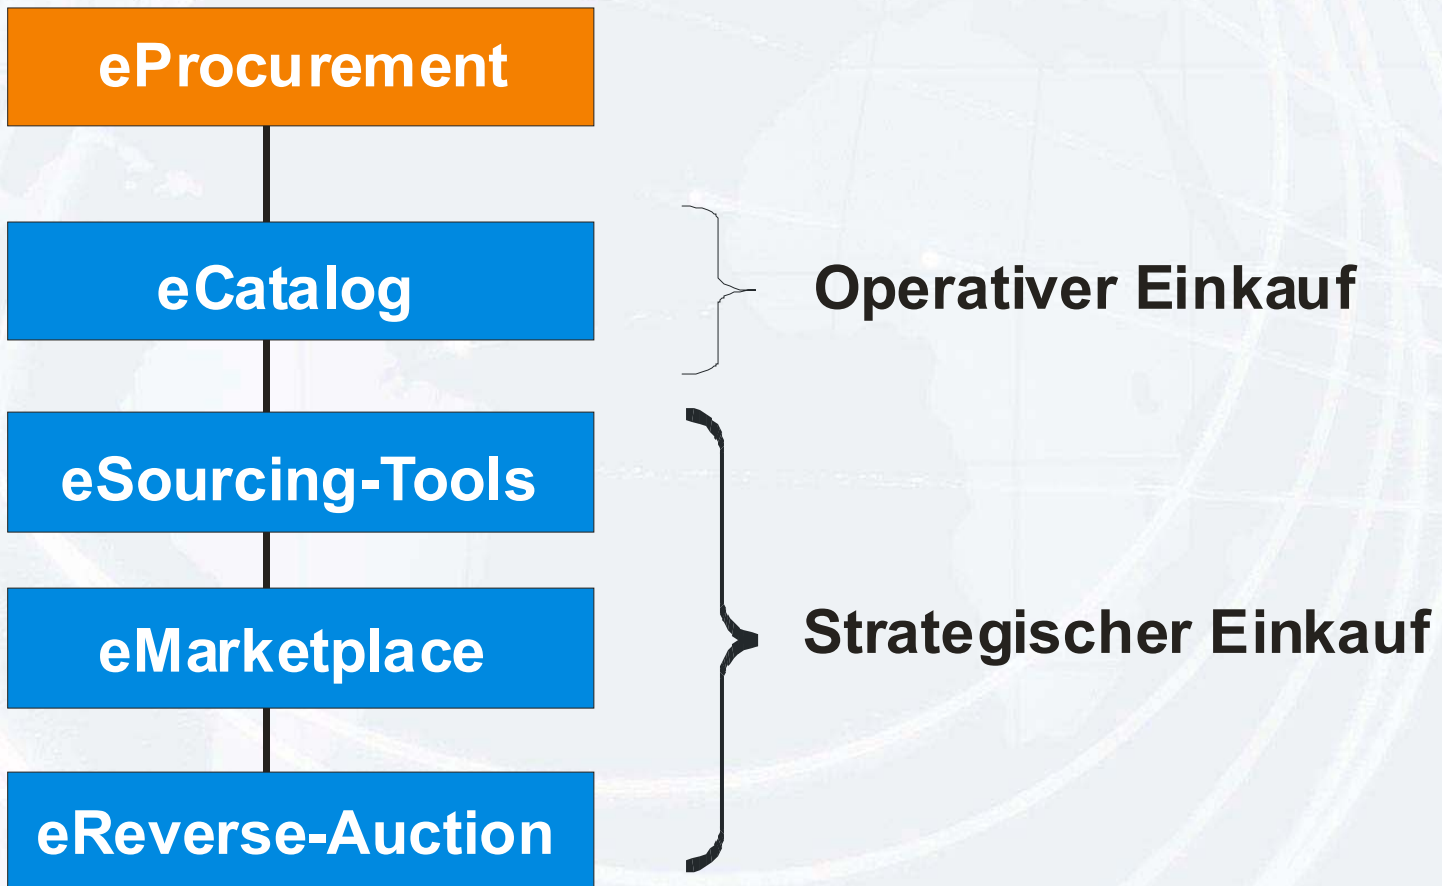 eProcurement
eCatalog
Operativer Einkauf
eSourcing-Tools
eMarketplace
Strategischer Einkauf
eReverse-Auction